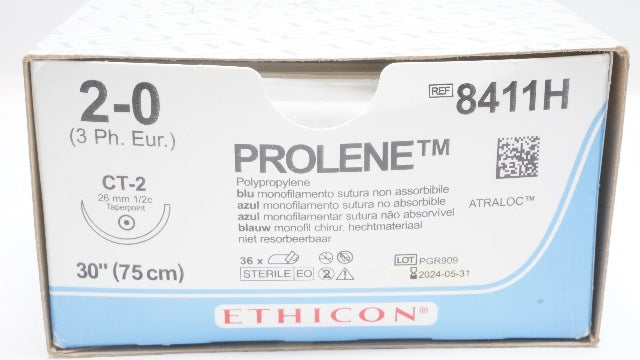 2-0
(3 Ph. Eur.)
CT-2
26 mm 1/2c
Taperpoint
30" (75 cm)
REF 8411H
PROLENE™
Polypropylene
blu monofilamento sutura non assorbibile
azul monofilamento sutura no absorbible
azul monofilamentar sutura não absorvível
blauw monofil chirur. hechtmateriaal
niet resorbeerbaar
ATRALOC™
36 x
STERILE EO
2
LOT PGR909
2024-05-31
ETHICON®